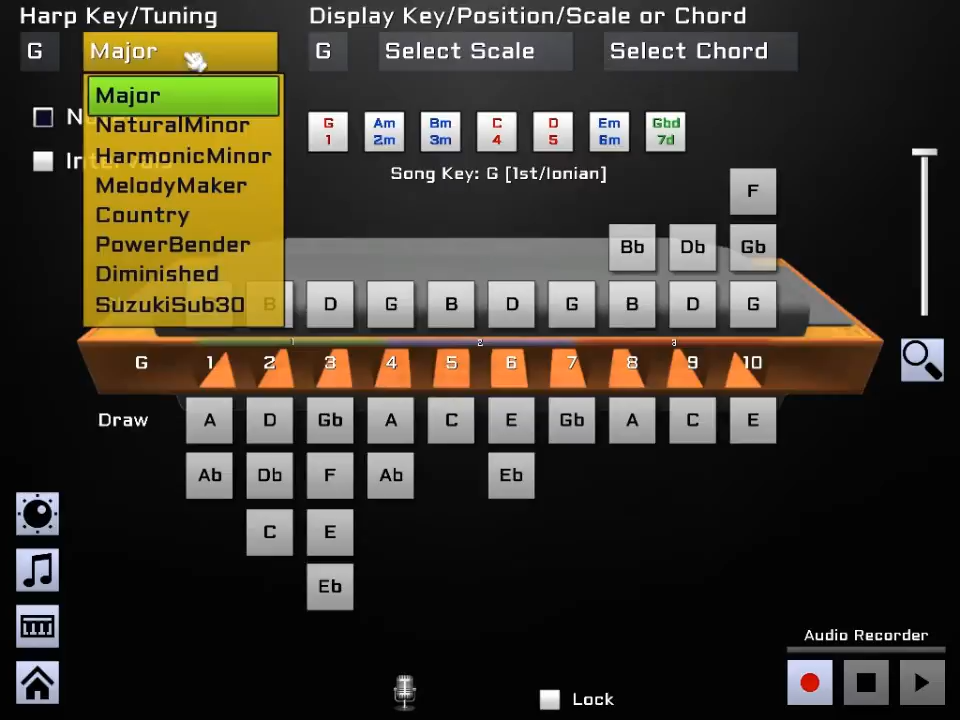 Harp Key/Tuning
Display Key/Position/Scale or Chord
G Major G Select Scale Select Chord
Major
NaturalMinor
HarmonicMinor
MelodyMaker
Country
PowerBender
Diminished
SuzukiSub30
G Am Bm C D Em Gbd
1 2m 3m 4 5 6m 7d
Song Key: G [1st/Ionian]
F
Bb Db Gb
B D G B D G B D G
1 2 3
G 1 2 3 4 5 6 7 8 9 10
Draw A D Gb A C E Gb A C E
Ab Db F Ab Eb
C E
Eb
Audio Recorder
Lock